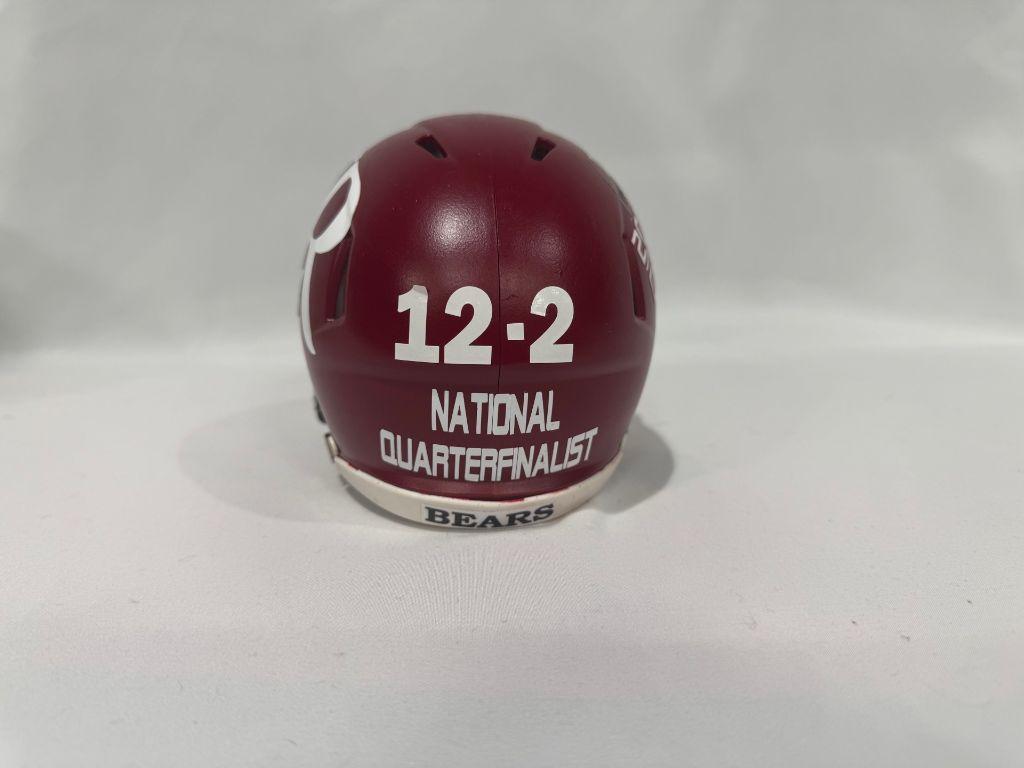 12-2
NATIONAL
QUARTERFINALIST
BEARS